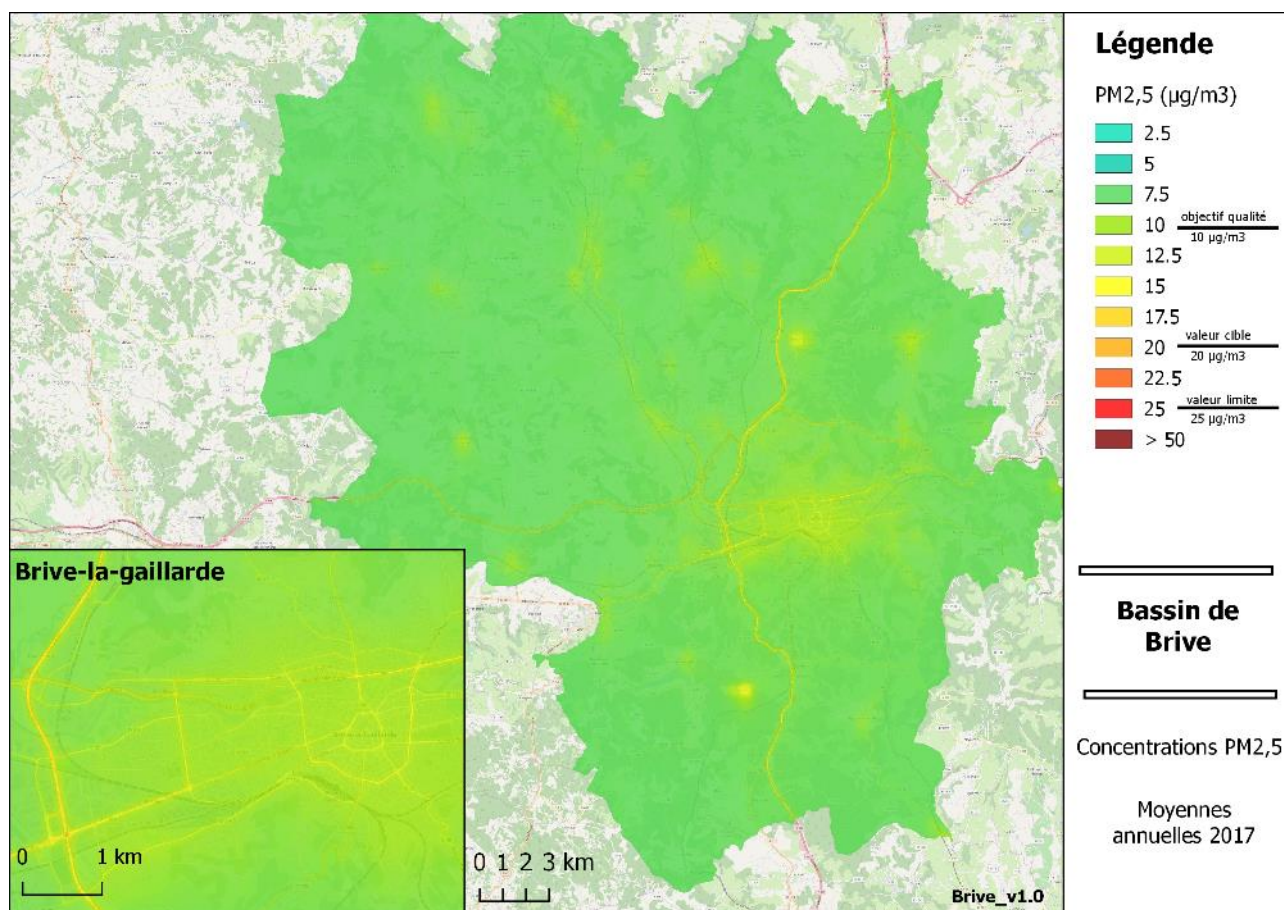 Légende
PM2,5 (µg/m3)
2.5
5
7.5
10 objectif qualité
10 µg/m3
12.5
15
17.5
20 valeur cible
20 µg/m3
22.5
25 valeur limite
25 µg/m3
> 50
Bassin de
Brive
Concentrations PM2,5
Moyennes
annuelles 2017
Brive-la-gaillarde
0 1 km
0 1 2 3 km
Brive_v1.0